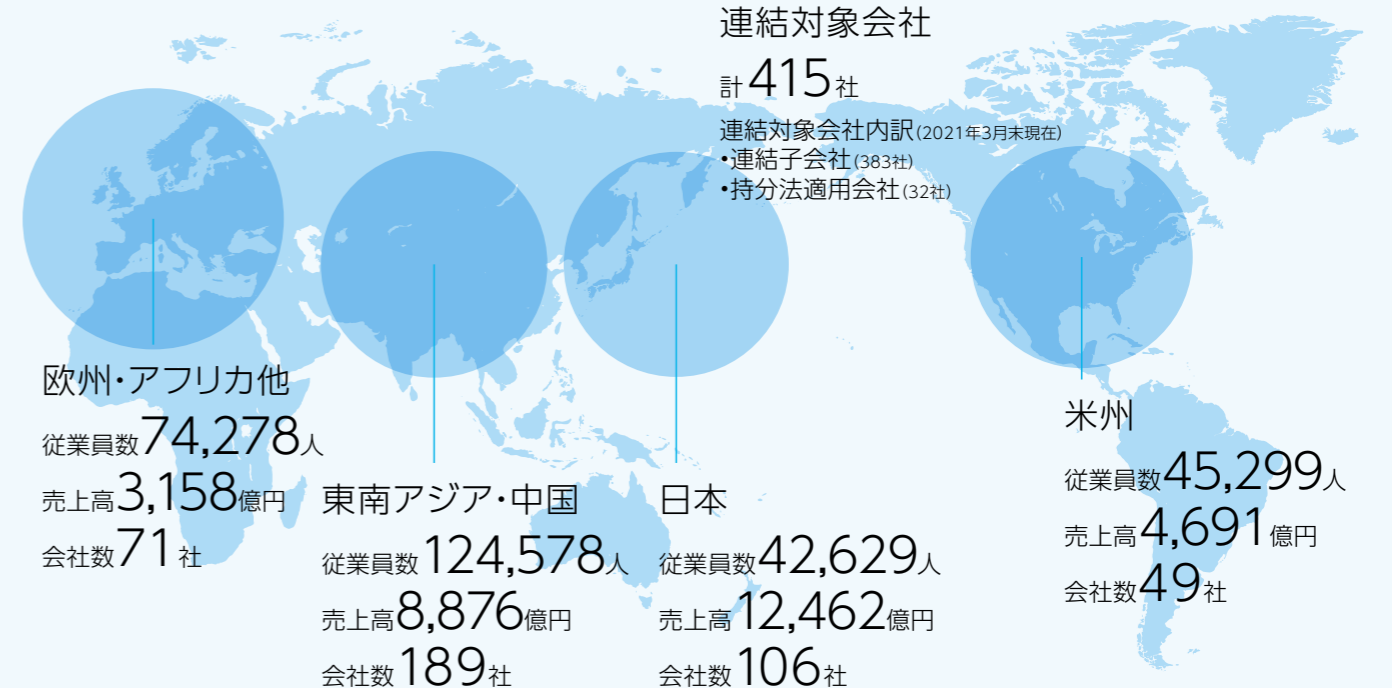 連結対象会社
計415社
連結対象会社内訳(2021年3月末現在)
•連結子会社(383社)
•持分法適用会社(32社)
欧州・アフリカ他
従業員数74,278人
売上高3,158億円
会社数71社
東南アジア・中国
従業員数124,578人
売上高8,876億円
会社数189社
日本
従業員数42,629人
売上高12,462億円
会社数106社
米州
従業員数45,299人
売上高4,691億円
会社数49社